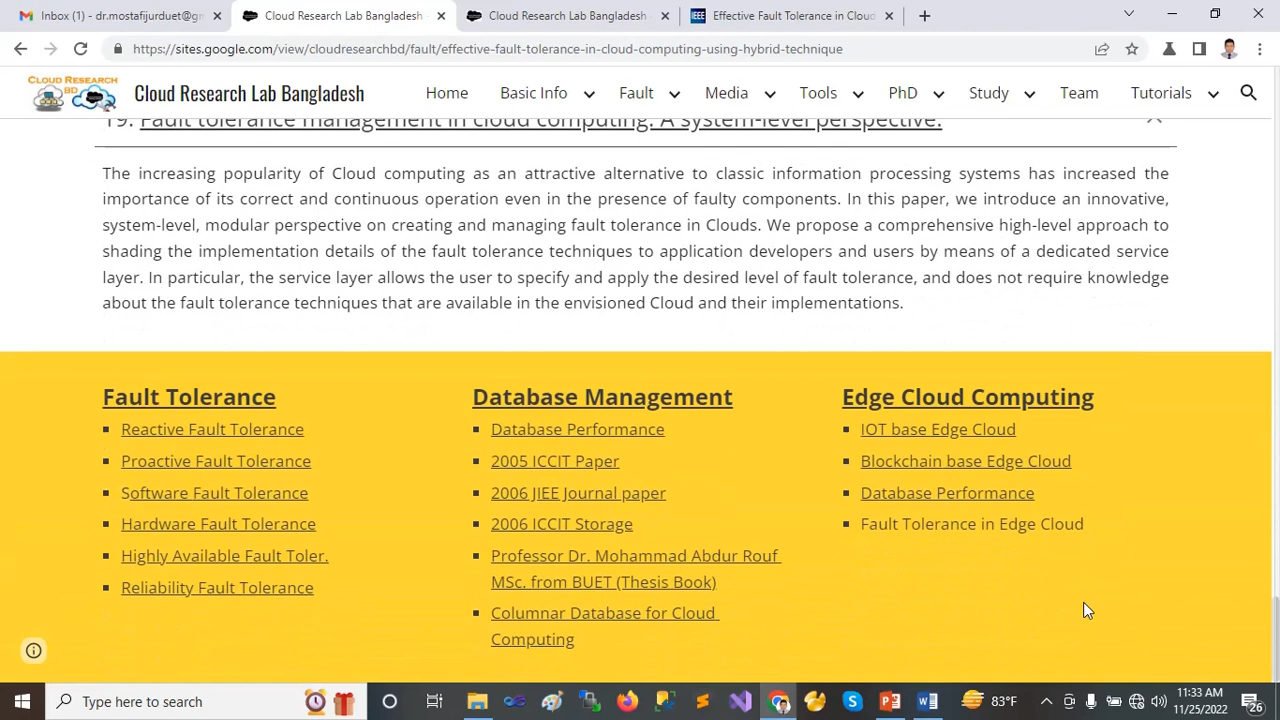 Inbox (1) - dr.mostafijurduet@g
Cloud Research Lab Bangladesh -
Cloud Research Lab Bangladesh -
IEEE Effective Fault Tolerance in Cloud
https://sites.google.com/view/cloudresearchbd/fault/effective-fault-tolerance-in-cloud-computing-using-hybrid-technique
CLOUD RESEARCH
BD
Cloud Research Lab Bangladesh
Home Basic Info Fault Media Tools PhD Study Team Tutorials
19. Fault tolerance management in cloud computing: A system-level perspective.
The increasing popularity of Cloud computing as an attractive alternative to classic information processing systems has increased the
importance of its correct and continuous operation even in the presence of faulty components. In this paper, we introduce an innovative,
system-level, modular perspective on creating and managing fault tolerance in Clouds. We propose a comprehensive high-level approach to
shading the implementation details of the fault tolerance techniques to application developers and users by means of a dedicated service
layer. In particular, the service layer allows the user to specify and apply the desired level of fault tolerance, and does not require knowledge
about the fault tolerance techniques that are available in the envisioned Cloud and their implementations.
Fault Tolerance
Reactive Fault Tolerance
Proactive Fault Tolerance
Software Fault Tolerance
Hardware Fault Tolerance
Highly Available Fault Toler.
Reliability Fault Tolerance
Database Management
Database Performance
2005 ICCIT Paper
2006 JIEE Journal paper
2006 ICCIT Storage
Professor Dr. Mohammad Abdur Rouf
MSc. from BUET (Thesis Book)
Columnar Database for Cloud
Computing
Edge Cloud Computing
IOT base Edge Cloud
Blockchain base Edge Cloud
Database Performance
Fault Tolerance in Edge Cloud
Type here to search
83°F
11:33 AM
11/25/2022
26